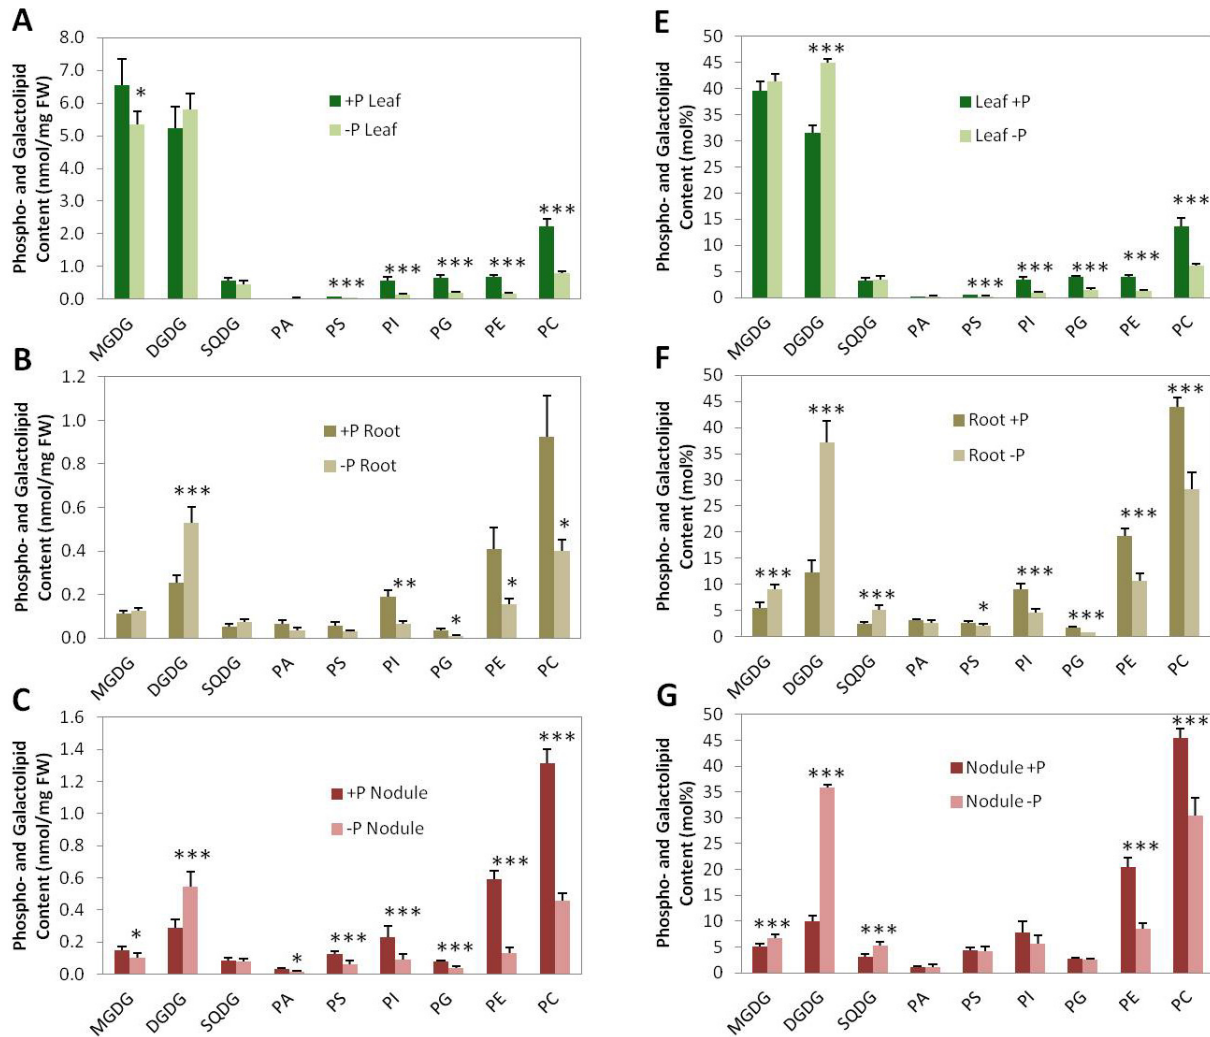 A
Phospho- and Galactolipid
Content (nmol/mg FW)
8.0
7.0
6.0
5.0
4.0
3.0
2.0
1.0
0.0
*
***
***
***
***
***
+P Leaf
-P Leaf
MGDG
DGDG
SQDG
PA
PS
PI
PG
PE
PC
E
Phospho- and Galactolipid
Content (mol%)
50
45
40
35
30
25
20
15
10
5
0
***
***
***
***
***
***
Leaf +P
Leaf -P
MGDG
DGDG
SQDG
PA
PS
PI
PG
PE
PC
B
Phospho- and Galactolipid
Content (nmol/mg FW)
1.2
1.0
0.8
0.6
0.4
0.2
0.0
***
**
*
*
*
+P Root
-P Root
MGDG
DGDG
SQDG
PA
PS
PI
PG
PE
PC
F
Phospho- and Galactolipid
Content (mol%)
50
45
40
35
30
25
20
15
10
5
0
***
***
***
*
***
***
***
***
Root +P
Root -P
MGDG
DGDG
SQDG
PA
PS
PI
PG
PE
PC
C
Phospho- and Galactolipid
Content (nmol/mg FW)
1.6
1.4
1.2
1.0
0.8
0.6
0.4
0.2
0.0
*
***
*
***
***
***
***
***
+P Nodule
-P Nodule
MGDG
DGDG
SQDG
PA
PS
PI
PG
PE
PC
G
Phospho- and Galactolipid
Content (mol%)
50
45
40
35
30
25
20
15
10
5
0
***
***
***
***
***
Nodule +P
Nodule -P
MGDG
DGDG
SQDG
PA
PS
PI
PG
PE
PC